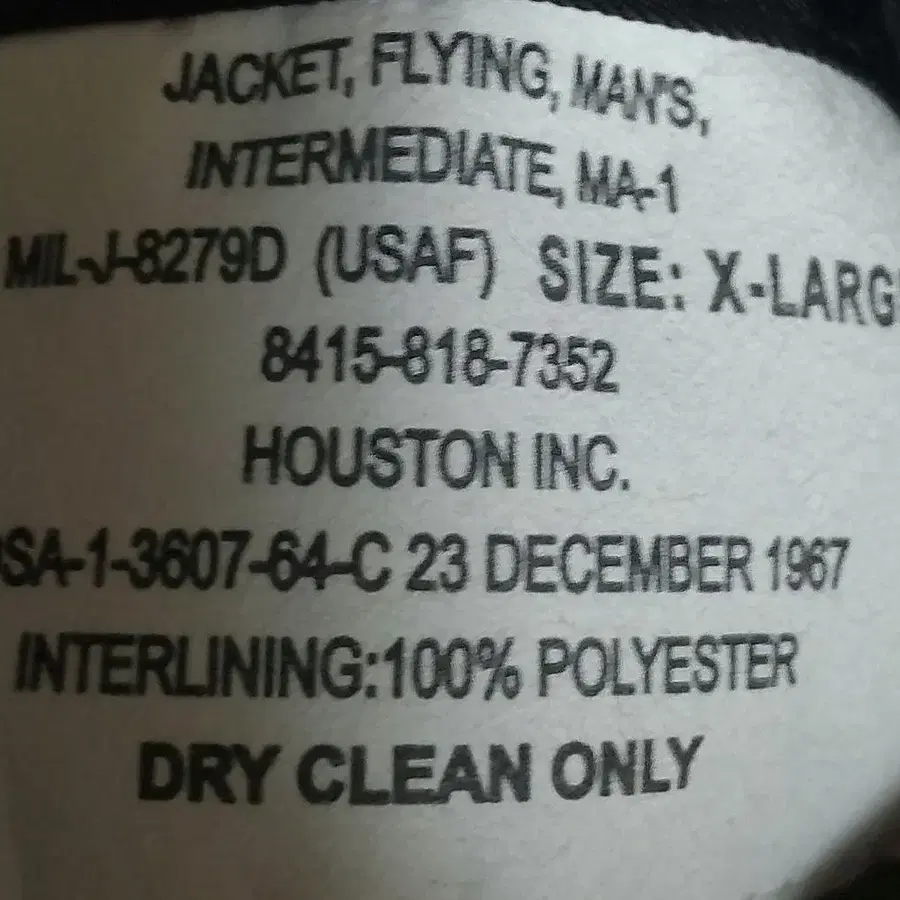 JACKET, FLYING, MAN'S,
INTERMEDIATE, MA-1
MIL-J-8279D (USAF) SIZE: X-LARG
8415-818-7352
HOUSTON INC.
SA-1-3607-64-C 23 DECEMBER 1967
INTERLINING:100% POLYESTER
DRY CLEAN ONLY